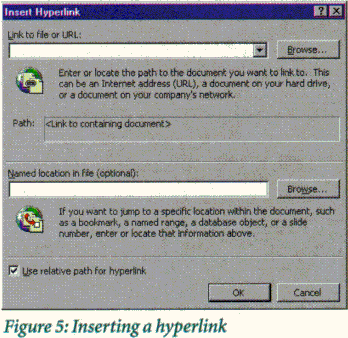 Insert Hyperlink
Link to file or URL:
Browse...
Enter or locate the path to the document you want to link to. This
can be an Internet address (URL), a document on your hard drive,
or a document on your company's network.
Path: <Link to containing document>
Named location in file (optional):
Browse...
If you want to jump to a specific location within the document, such
as a bookmark, a named range, a database object, or a slide
number, enter or locate that information above.
Use relative path for hyperlink
OK Cancel
Figure 5: Inserting a hyperlink